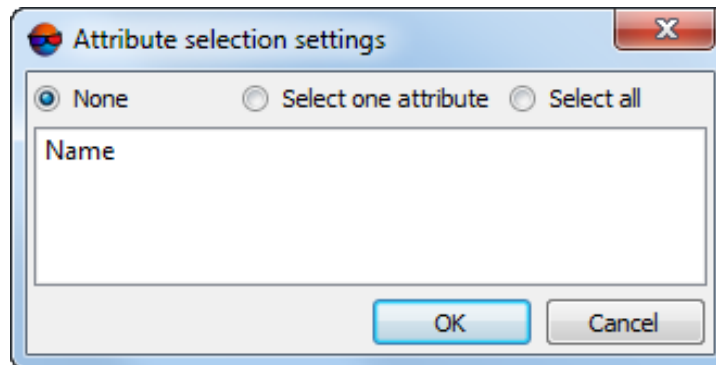 Attribute selection settings
None Select one attribute Select all
Name
OK Cancel